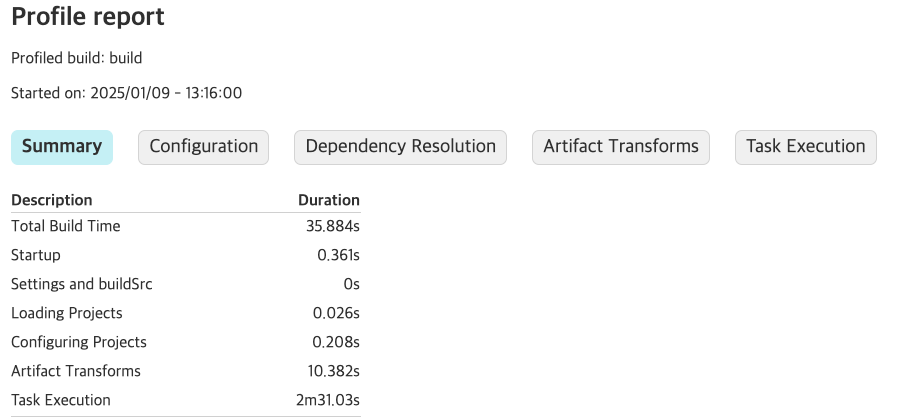 Profile report
Profiled build: build
Started on: 2025/01/09 - 13:16:00
Summary Configuration Dependency Resolution Artifact Transforms Task Execution
Description Duration
Total Build Time 35.884s
Startup 0.361s
Settings and buildSrc 0s
Loading Projects 0.026s
Configuring Projects 0.208s
Artifact Transforms 10.382s
Task Execution 2m31.03s